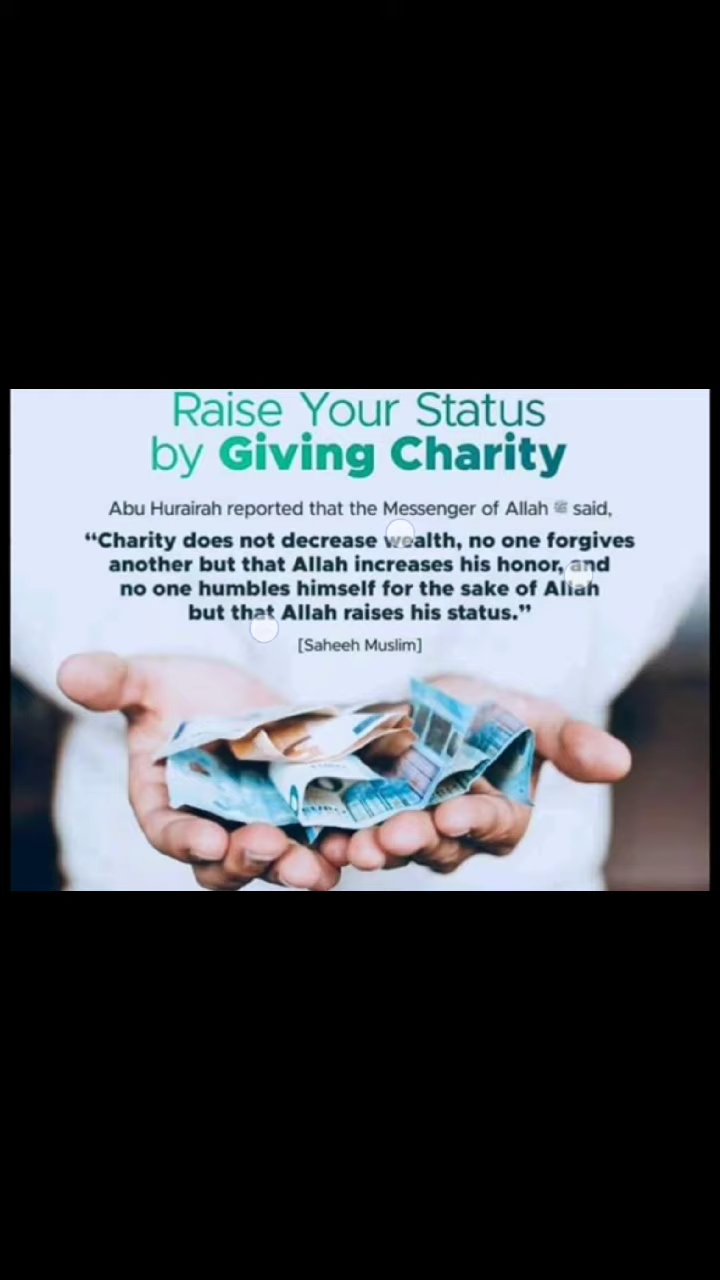 Raise Your Status
by Giving Charity
Abu Hurairah reported that the Messenger of Allah ﷺ said,
“Charity does not decrease wealth, no one forgives
another but that Allah increases his honor, and
no one humbles himself for the sake of Allah
but that Allah raises his status.”
[Saheeh Muslim]
EURO